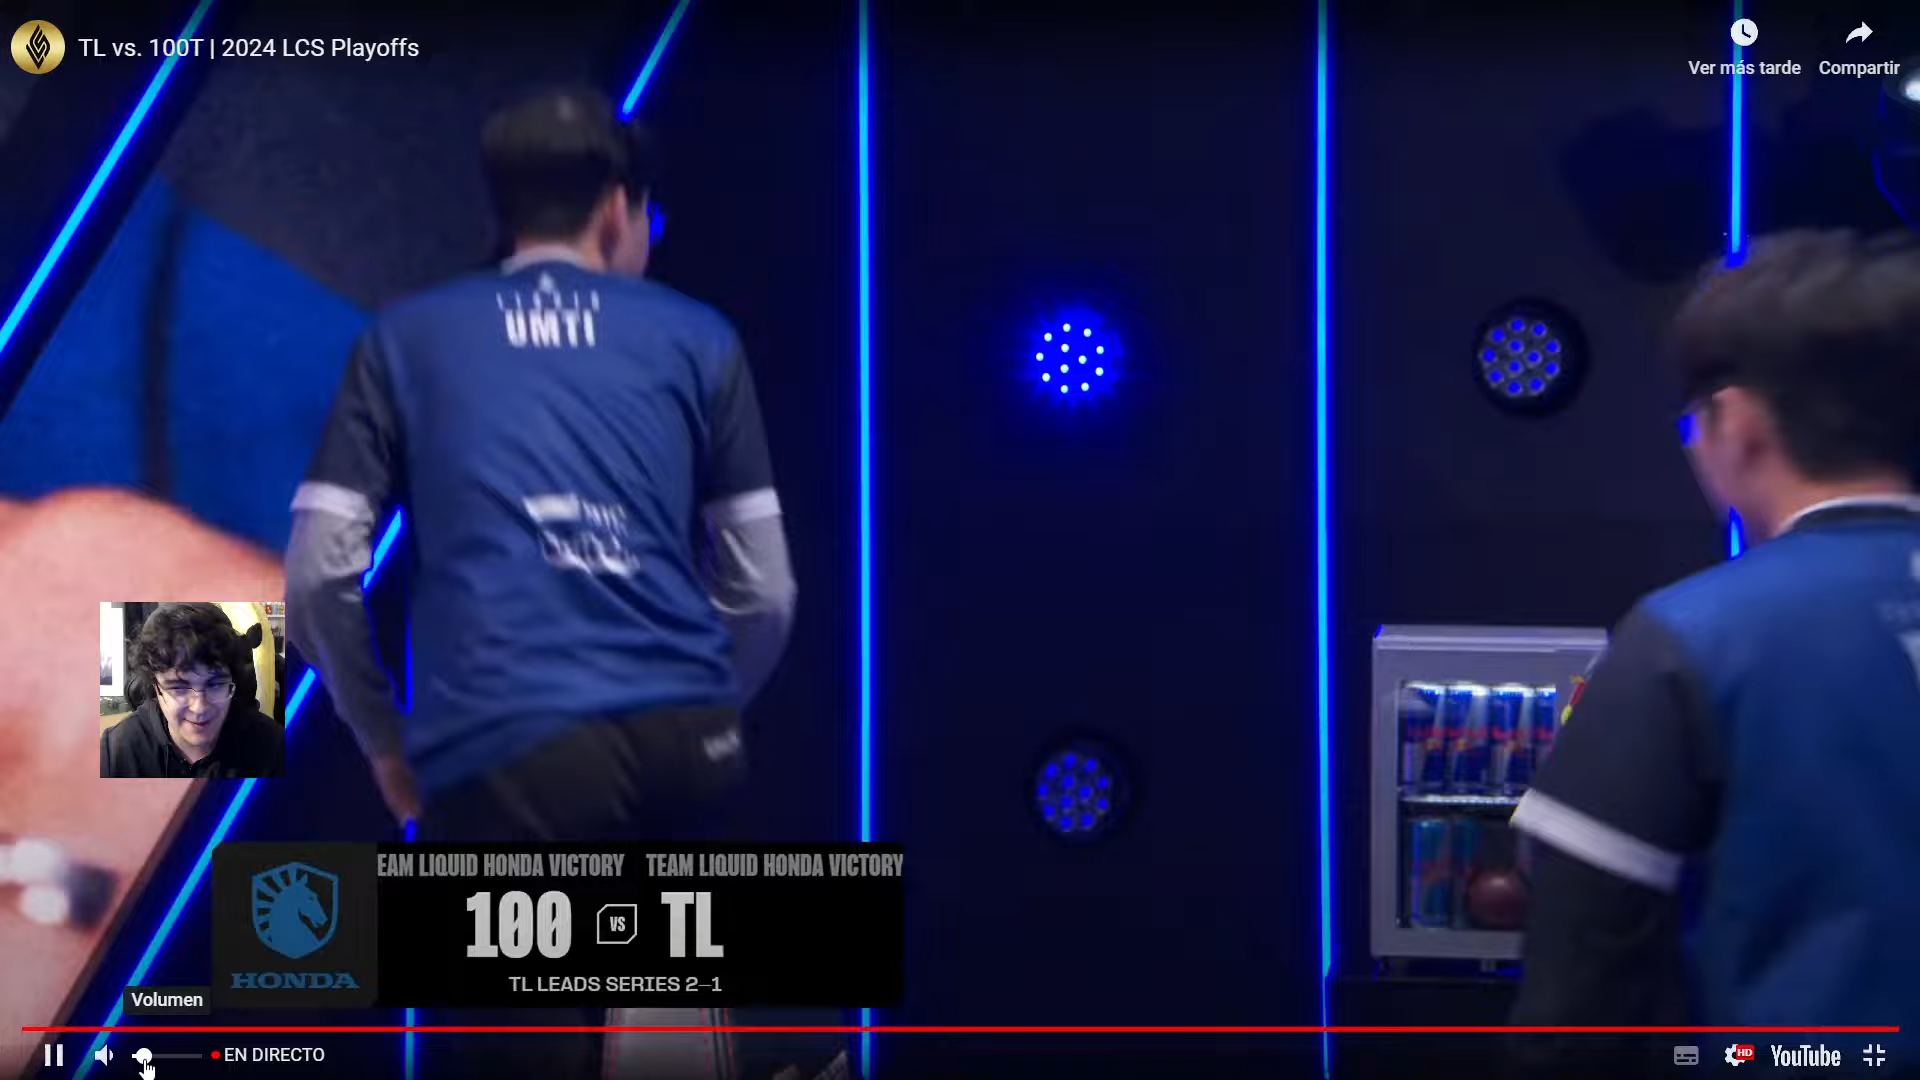 TL vs. 100T | 2024 LCS Playoffs
Ver más tarde
Compartir
UMTI
EAM LIQUID HONDA VICTORY TEAM LIQUID HONDA VICTORY
100 VS TL
TL LEADS SERIES 2–1
HONDA
Volumen
EN DIRECTO
HD
YouTube